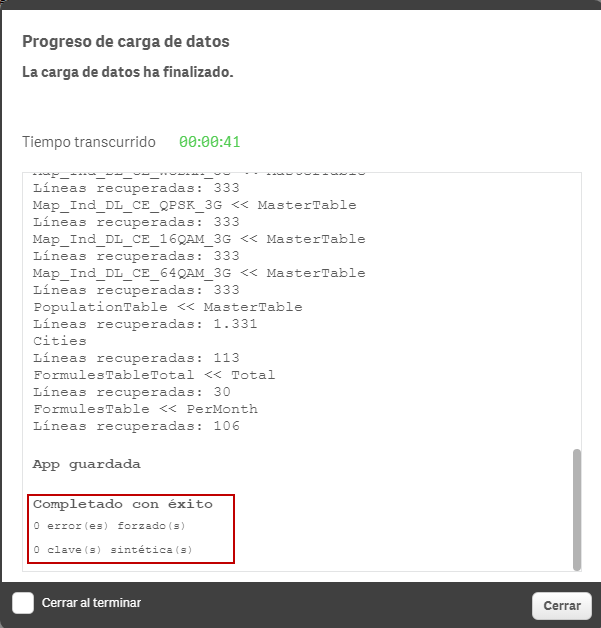 Progreso de carga de datos
La carga de datos ha finalizado.
Tiempo transcurrido 00:00:41
Líneas recuperadas: 333
Map_Ind_DL_CE_QPSK_3G << MasterTable
Líneas recuperadas: 333
Map_Ind_DL_CE_16QAM_3G << MasterTable
Líneas recuperadas: 333
Map_Ind_DL_CE_64QAM_3G << MasterTable
Líneas recuperadas: 333
PopulationTable << MasterTable
Líneas recuperadas: 1.331
Cities
Líneas recuperadas: 113
FormulesTableTotal << Total
Líneas recuperadas: 30
FormulesTable << PerMonth
Líneas recuperadas: 106
App guardada
Completado con éxito
0 error(es) forzado(s)
0 clave(s) sintética(s)
Cerrar al terminar
Cerrar